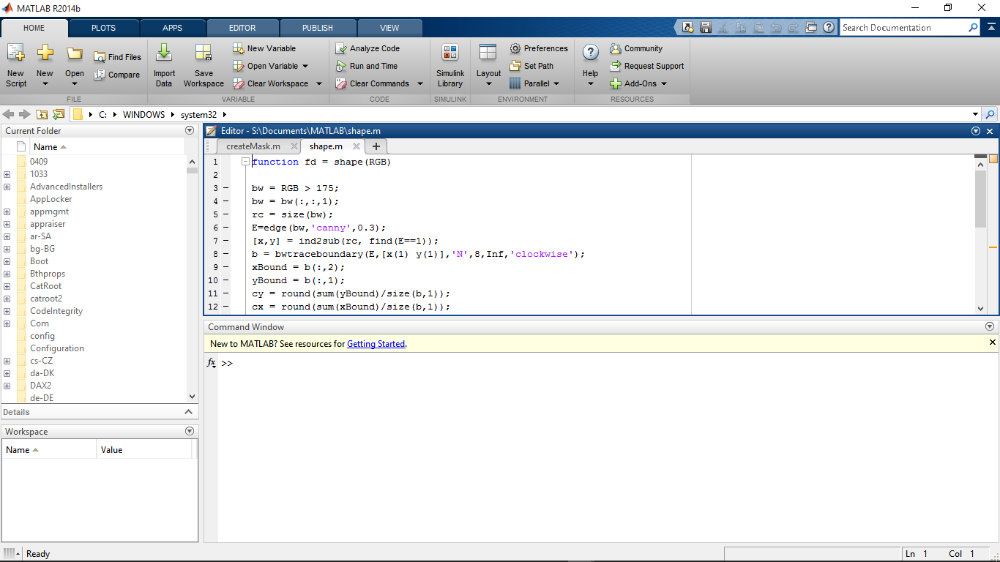 MATLAB R2014b
HOME PLOTS APPS EDITOR PUBLISH VIEW
Search Documentation
New Script
New
Open
Find Files
Compare
FILE
Import Data
Save Workspace
New Variable
Open Variable
Clear Workspace
VARIABLE
Analyze Code
Run and Time
Clear Commands
CODE
Simulink Library
SIMULINK
Layout
Preferences
Set Path
Parallel
ENVIRONMENT
Help
Community
Request Support
Add-Ons
RESOURCES
C: WINDOWS system32
Current Folder
Name
0409
1033
AdvancedInstallers
AppLocker
appmgmt
appraiser
ar-SA
bg-BG
Boot
Bthprops
CatRoot
catroot2
CodeIntegrity
Com
config
Configuration
cs-CZ
da-DK
DAX2
de-DE
Details
Workspace
Name Value
Editor - S:\Documents\MATLAB\shape.m
createMask.m shape.m
1 function fd = shape(RGB)
2
3 - bw = RGB > 175;
4 - bw = bw(:,:,1);
5 - rc = size(bw);
6 - E=edge(bw,'canny',0.3);
7 - [x,y] = ind2sub(rc, find(E==1));
8 - b = bwtraceboundary(E,[x(1) y(1)],'N',8,Inf,'clockwise');
9 - xBound = b(:,2);
10 - yBound = b(:,1);
11 - cy = round(sum(yBound)/size(b,1));
12 - cx = round(sum(xBound)/size(b,1));
Command Window
New to MATLAB? See resources for Getting Started.
fx >>
Ready
Ln 1 Col 1